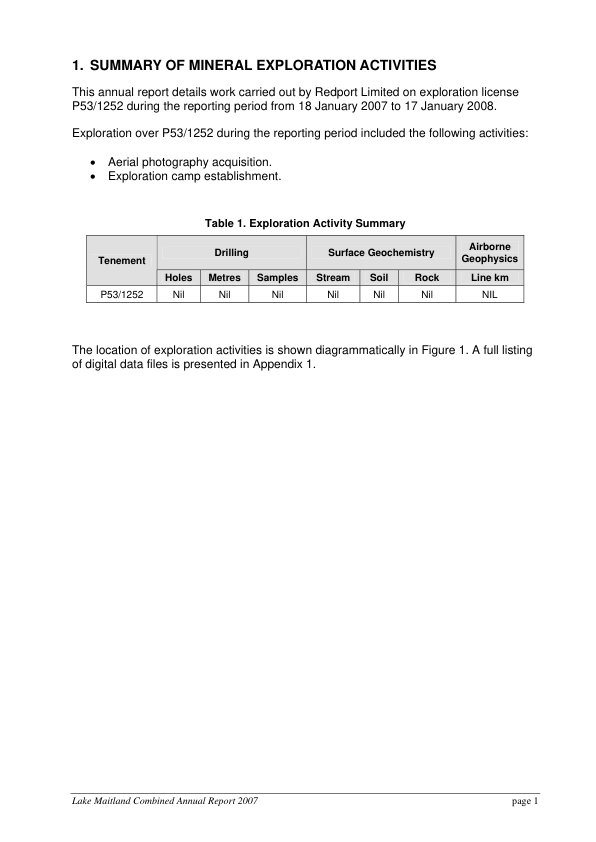 1. SUMMARY OF MINERAL EXPLORATION ACTIVITIES
This annual report details work carried out by Redport Limited on exploration license
P53/1252 during the reporting period from 18 January 2007 to 17 January 2008.
Exploration over P53/1252 during the reporting period included the following activities:
• Aerial photography acquisition.
• Exploration camp establishment.
Table 1. Exploration Activity Summary
Tenement Drilling Surface Geochemistry Airborne Geophysics
Holes Metres Samples Stream Soil Rock Line km
P53/1252 Nil Nil Nil Nil Nil Nil NIL
The location of exploration activities is shown diagrammatically in Figure 1. A full listing
of digital data files is presented in Appendix 1.
Lake Maitland Combined Annual Report 2007 page 1